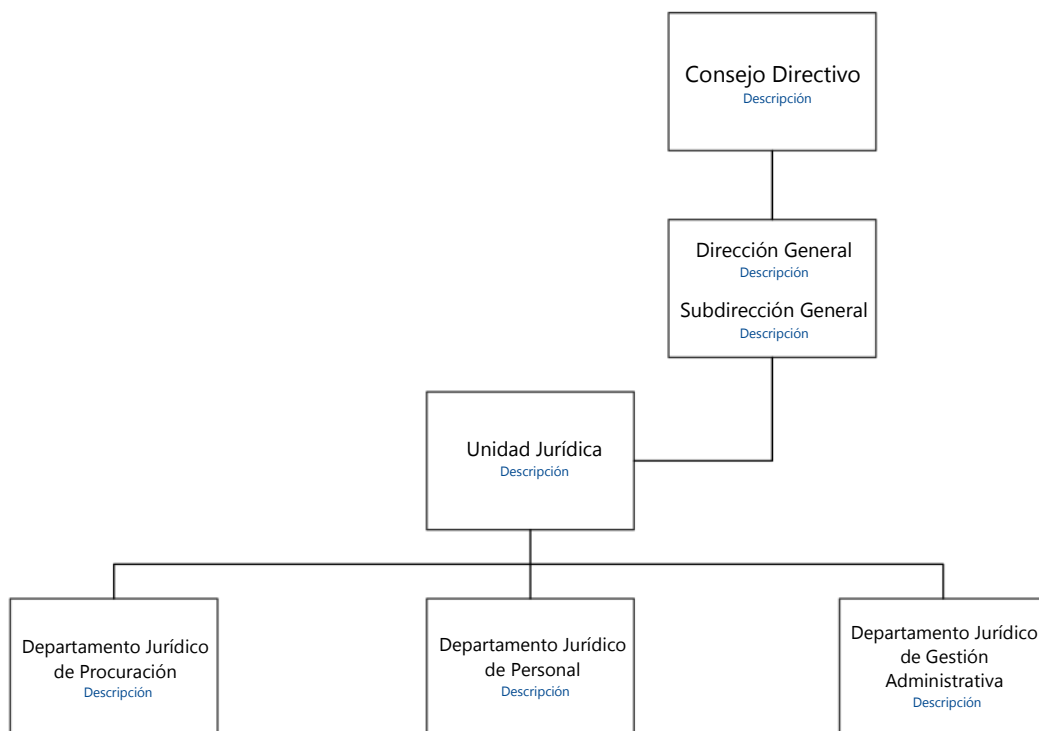 Consejo Directivo
Descripción
Dirección General
Descripción
Subdirección General
Descripción
Unidad Jurídica
Descripción
Departamento Jurídico
de Procuración
Descripción
Departamento Jurídico
de Personal
Descripción
Departamento Jurídico
de Gestión
Administrativa
Descripción